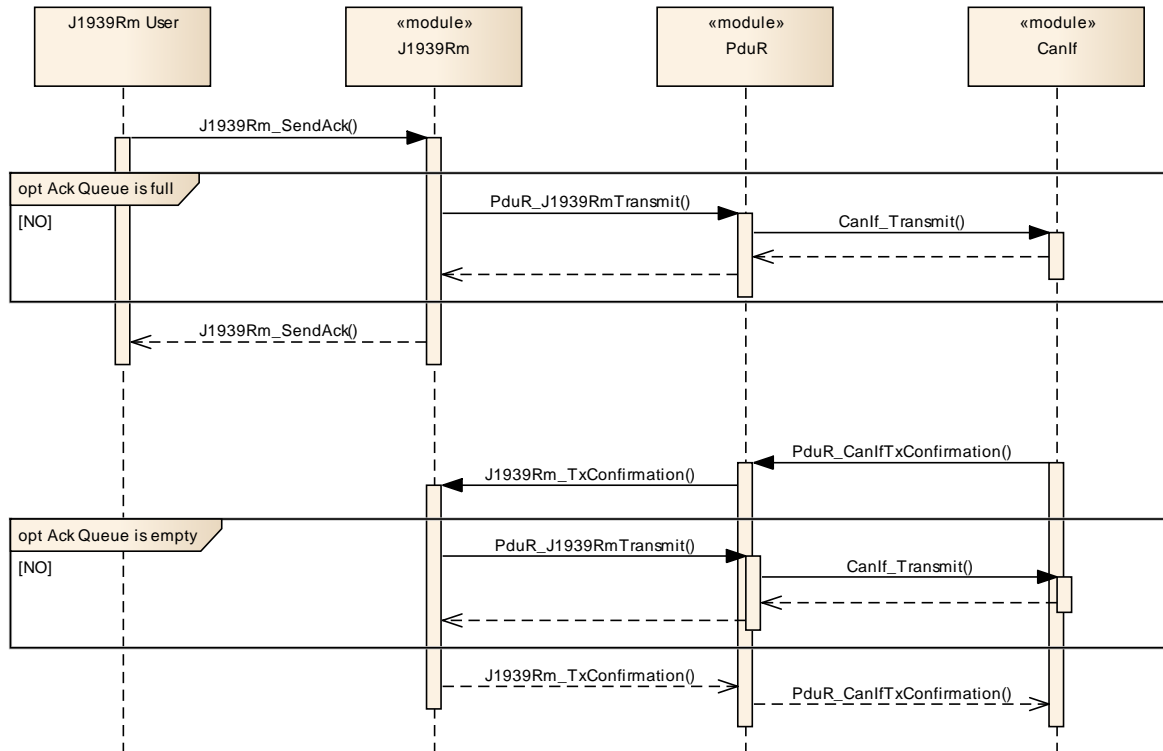 J1939Rm User
«module»
J1939Rm
«module»
PduR
«module»
CanIf
J1939Rm_SendAck()
opt Ack Queue is full
[NO]
PduR_J1939RmTransmit()
CanIf_Transmit()
J1939Rm_SendAck()
PduR_CanIfTxConfirmation()
J1939Rm_TxConfirmation()
opt Ack Queue is empty
[NO]
PduR_J1939RmTransmit()
CanIf_Transmit()
J1939Rm_TxConfirmation()
PduR_CanIfTxConfirmation()